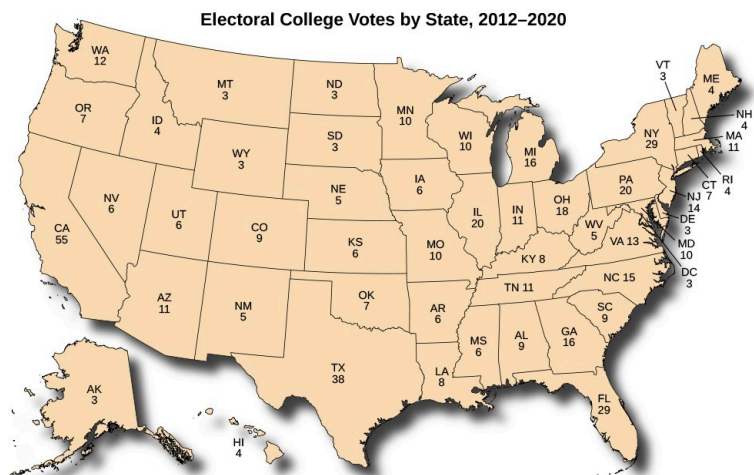 Electoral College Votes by State, 2012–2020
WA
12
MT
3
ND
3
MN
10
VT
3
ME
4
OR
7
ID
4
SD
3
WI
10
MI
16
NY
29
NH
4
MA
11
WY
3
IA
6
PA
20
CT
7
RI
4
NV
6
NE
5
IL
20
IN
11
OH
18
NJ
14
CA
55
UT
6
CO
9
KS
6
MO
10
WV
5
VA 13
DE
3
MD
10
KY 8
DC
3
AZ
11
NM
5
OK
7
AR
6
TN 11
NC 15
SC
9
MS
6
AL
9
GA
16
TX
38
LA
8
AK
3
FL
29
HI
4